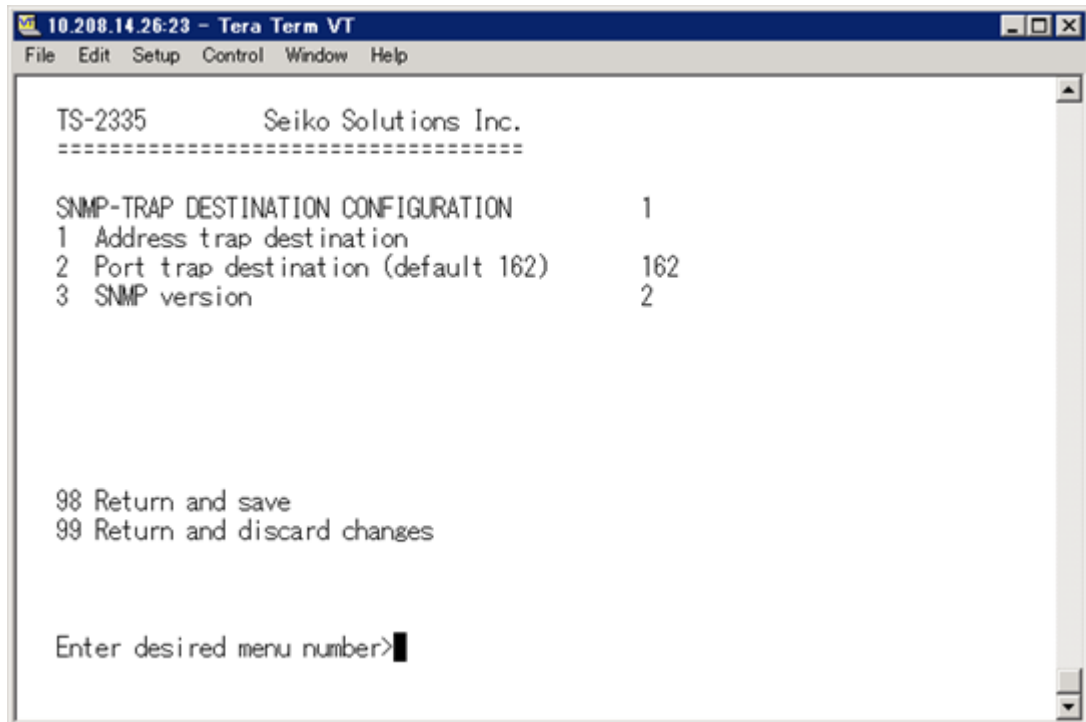 10.208.14.26:23 - Tera Term VT
File Edit Setup Control Window Help
TS-2335 Seiko Solutions Inc.
====================================
SNMP-TRAP DESTINATION CONFIGURATION 1
1 Address trap destination
2 Port trap destination (default 162) 162
3 SNMP version 2
98 Return and save
99 Return and discard changes
Enter desired menu number>